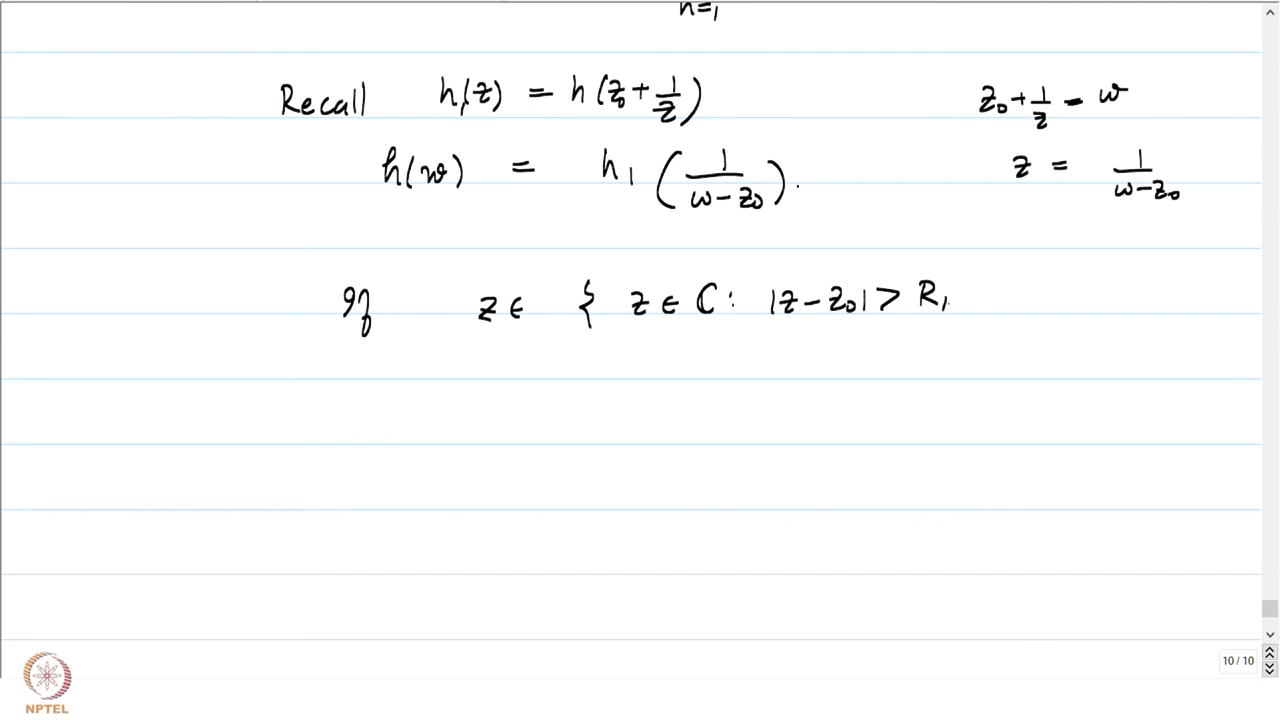 n=1
Recall h₁(z) = h(z₀ + 1/z) z₀ + 1/z = w
h(w) = h₁(1/(w-z₀)). z = 1/(w-z₀)
If z ∈ { z ∈ ℂ : |z - z₀| > R₁
10 / 10
NPTEL